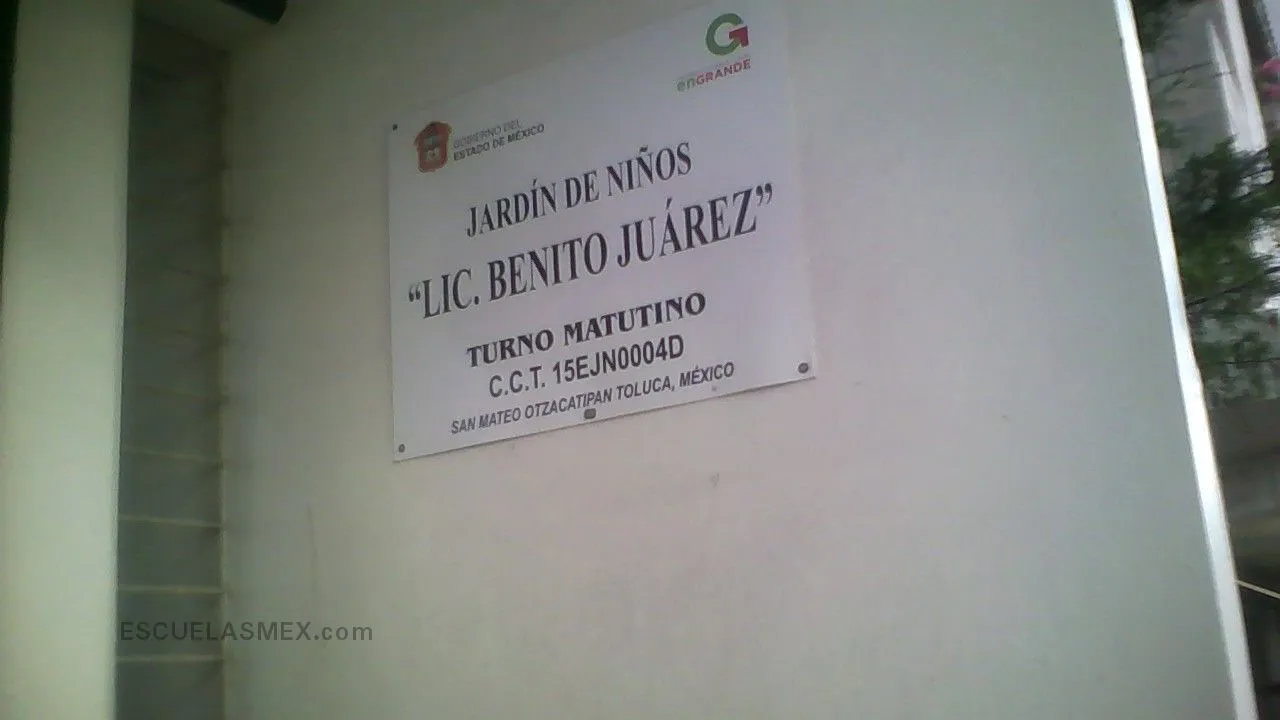 enGRANDE
GOBIERNO DEL
ESTADO DE MÉXICO
JARDÍN DE NIÑOS
“LIC. BENITO JUÁREZ”
TURNO MATUTINO
C.C.T. 15EJN0004D
SAN MATEO OTZACATIPAN TOLUCA, MÉXICO
ESCUELASMEX.com